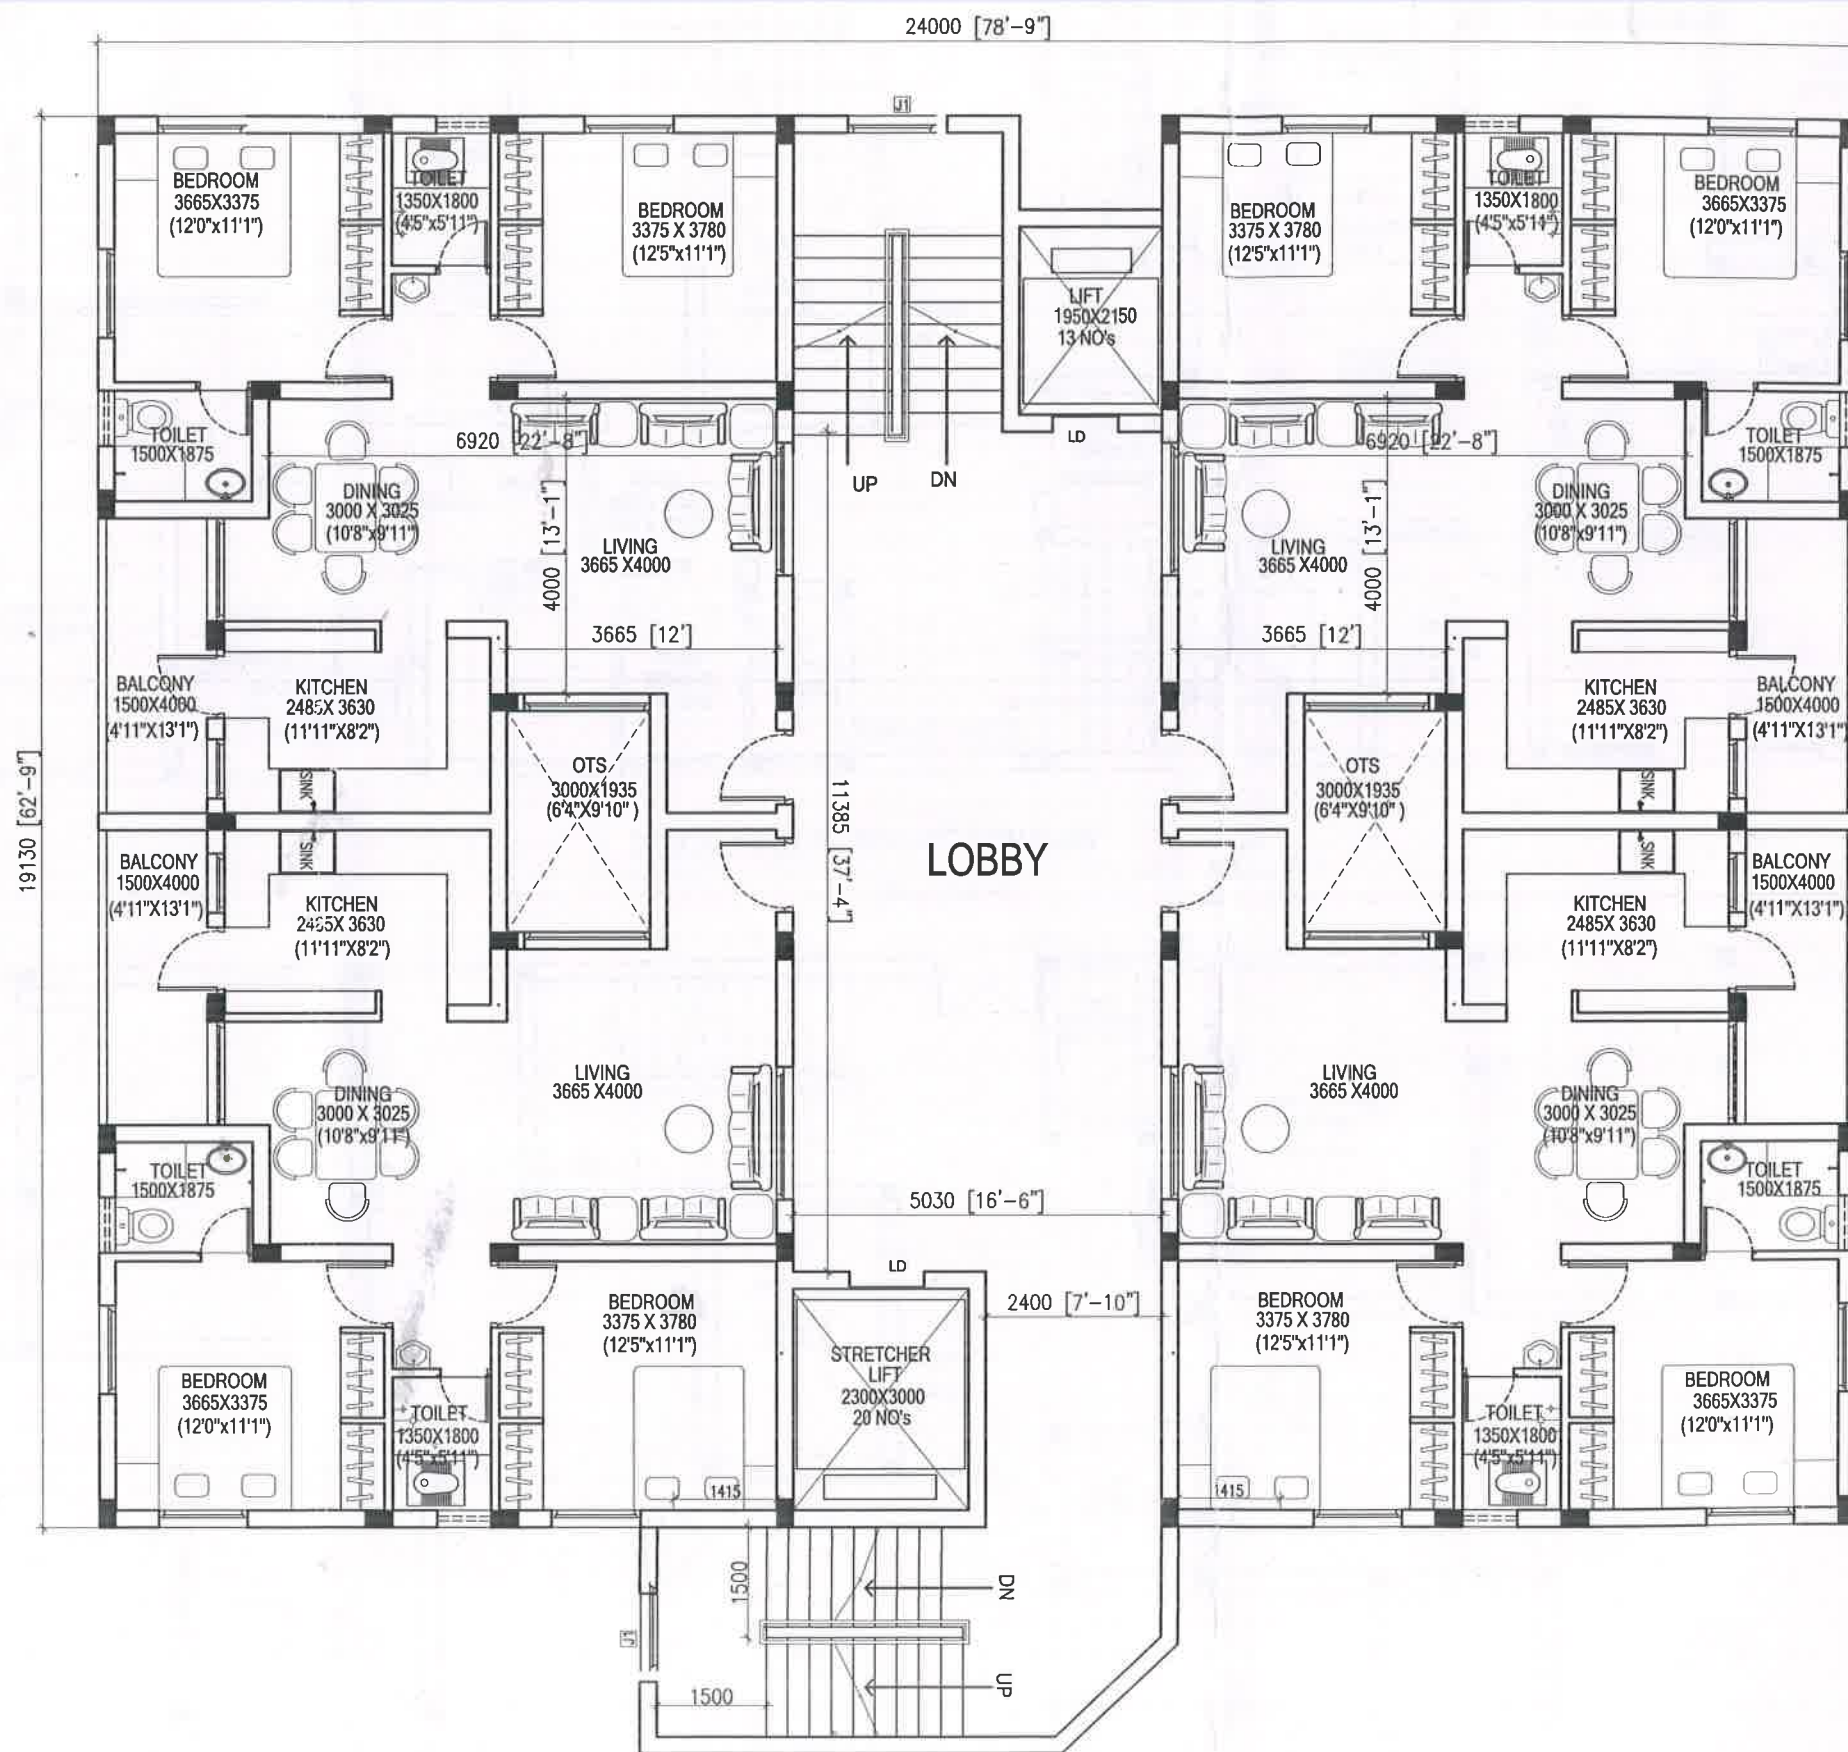 24000 [78'-9"]
J1
BEDROOM
3665X3375
(12'0"x11'1")
TOILET
1350X1800
(4'5"x5'11")
BEDROOM
3375 X 3780
(12'5"x11'1")
BEDROOM
3375 X 3780
(12'5"x11'1")
TOILET
1350X1800
(4'5"x5'11")
BEDROOM
3665X3375
(12'0"x11'1")
LIFT
1950X2150
13 NO's
LD
UP
DN
TOILET
1500X1875
6920 [22'-8"]
DINING
3000 X 3025
(10'8"x9'11")
4000 [13'-1"]
LIVING
3665 X4000
3665 [12']
6920 [22'-8"]
TOILET
1500X1875
LIVING
3665 X4000
4000 [13'-1"]
DINING
3000 X 3025
(10'8"x9'11")
3665 [12']
BALCONY
1500X4000
(4'11"X13'1")
KITCHEN
2485X 3630
(11'11"X8'2")
SINK
OTS
3000X1935
(6'4"X9'10" )
OTS
3000X1935
(6'4"X9'10" )
KITCHEN
2485X 3630
(11'11"X8'2")
SINK
BALCONY
1500X4000
(4'11"X13'1")
19130 [62'-9"]
11385 [37'-4"]
LOBBY
BALCONY
1500X4000
(4'11"X13'1")
SINK
KITCHEN
2485X 3630
(11'11"X8'2")
SINK
KITCHEN
2485X 3630
(11'11"X8'2")
BALCONY
1500X4000
(4'11"X13'1")
DINING
3000 X 3025
(10'8"x9'11")
LIVING
3665 X4000
LIVING
3665 X4000
DINING
3000 X 3025
(10'8"x9'11")
TOILET
1500X1875
5030 [16'-6"]
TOILET
1500X1875
LD
2400 [7'-10"]
BEDROOM
3665X3375
(12'0"x11'1")
TOILET
1350X1800
(4'5"x5'11")
BEDROOM
3375 X 3780
(12'5"x11'1")
1415
STRETCHER
LIFT
2300X3000
20 NO's
BEDROOM
3375 X 3780
(12'5"x11'1")
1415
TOILET
1350X1800
(4'5"x5'11")
BEDROOM
3665X3375
(12'0"x11'1")
1500
DN
J1
UP
1500